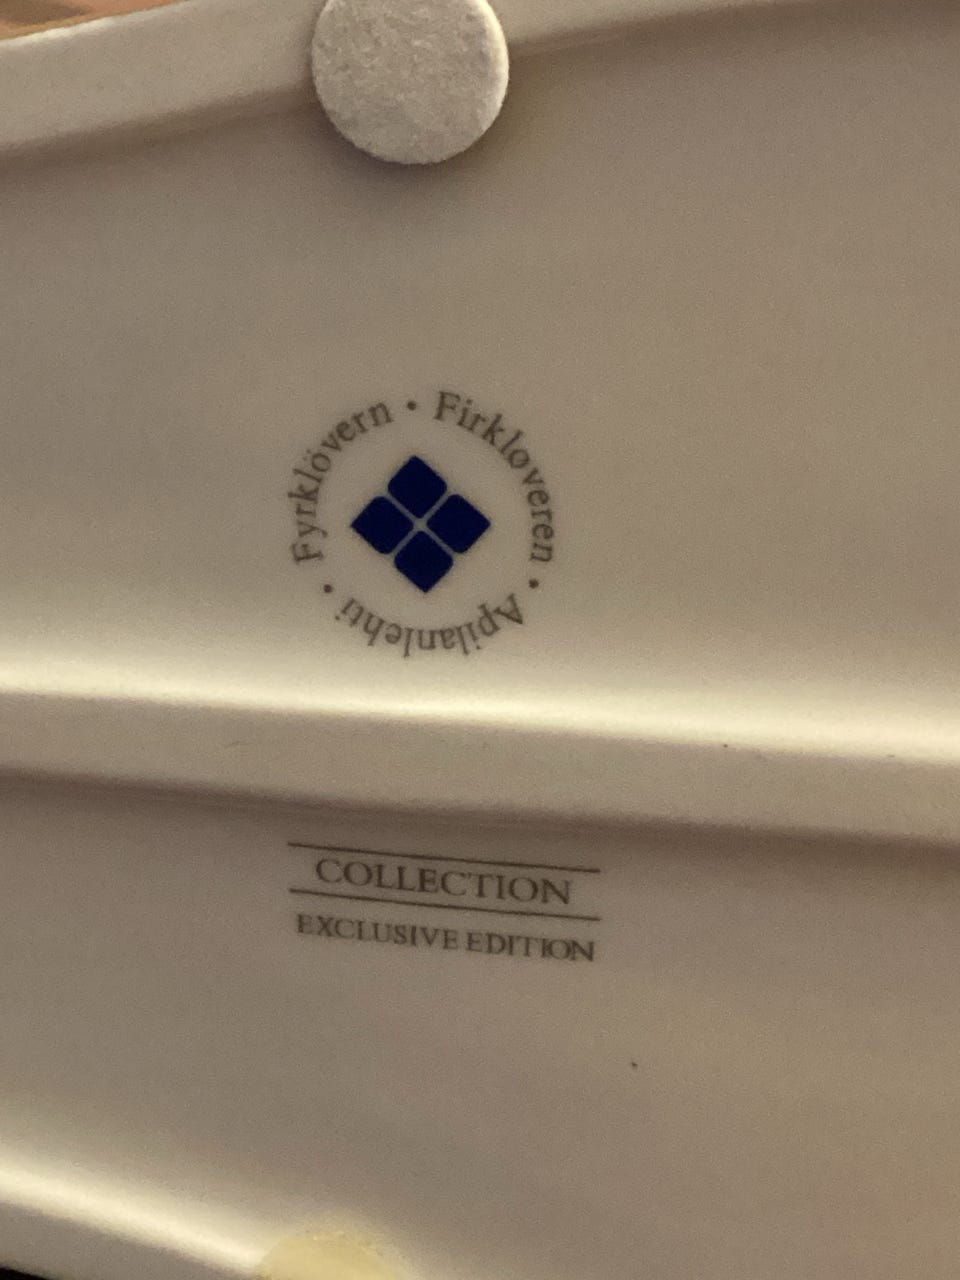 Fyrklövern • Firkløveren • Apilanlehti •
COLLECTION
EXCLUSIVE EDITION